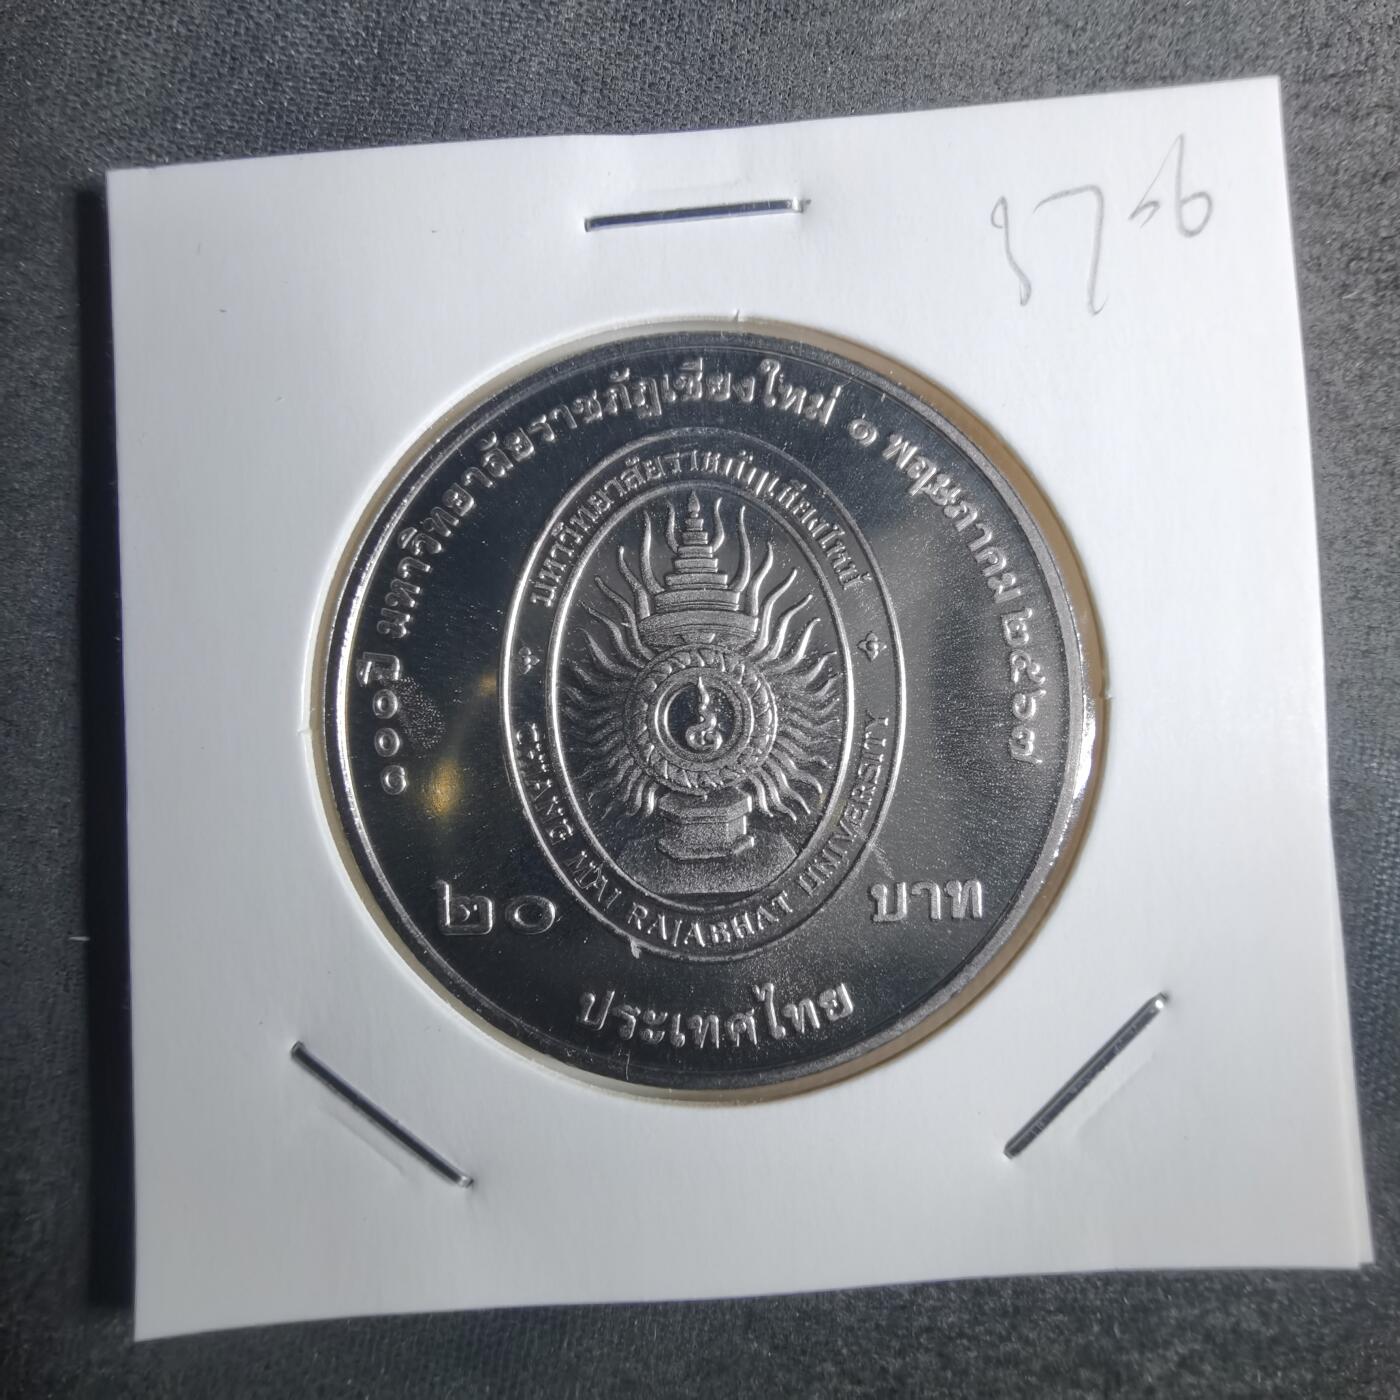 ๑๐๐ ปี มหาวิทยาลัยราชภัฏเชียงใหม่ ๑ พฤษภาคม ๒๕๖๗
มหาวิทยาลัยราชภัฏเชียงใหม่
CHIANG MAI RAJABHAT UNIVERSITY
๒๐ บาท
ประเทศไทย